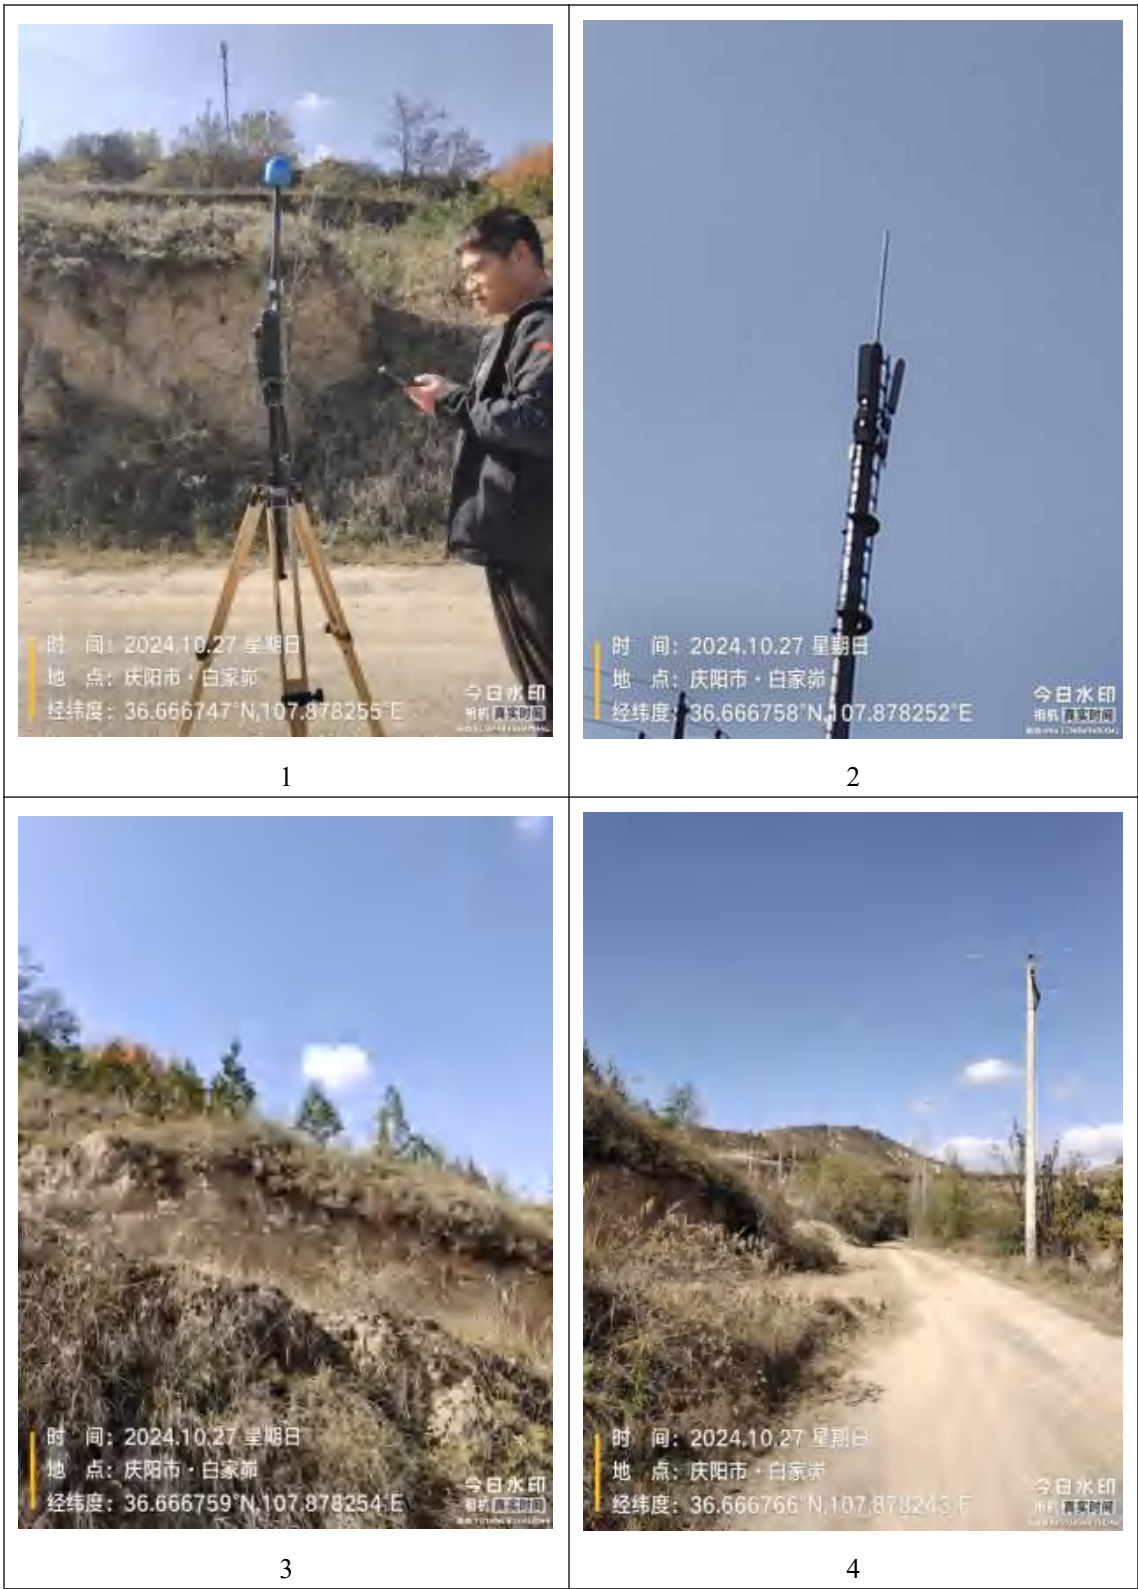 时 间：2024.10.27 星期日
地 点：庆阳市·白家峁
经纬度：36.666747°N,107.878255°E
今日水印
相机 真实时间
1
时 间：2024.10.27 星期日
地 点：庆阳市·白家峁
经纬度：36.666758°N,107.878252°E
今日水印
相机 真实时间
2
时 间：2024.10.27 星期日
地 点：庆阳市·白家峁
经纬度：36.666759°N,107.878254°E
今日水印
相机 真实时间
3
时 间：2024.10.27 星期日
地 点：庆阳市·白家峁
经纬度：36.666766°N,107.878243°E
今日水印
相机 真实时间
4